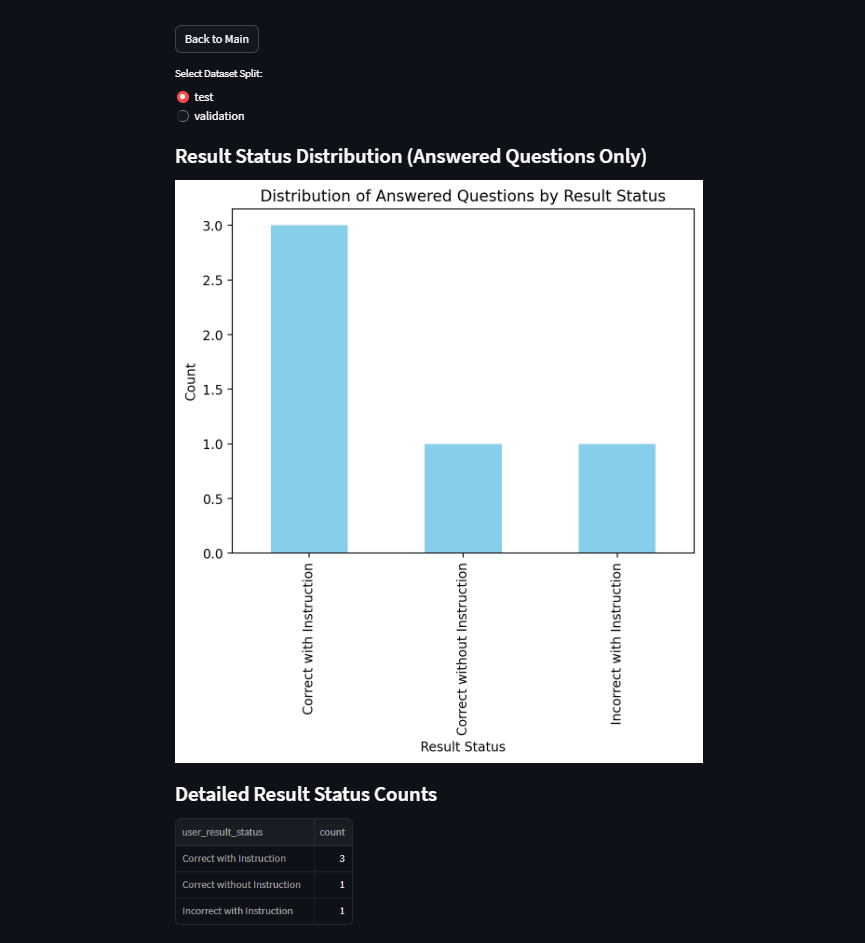 Back to Main
Select Dataset Split:
test
validation
Result Status Distribution (Answered Questions Only)
Distribution of Answered Questions by Result Status
3.0
2.5
2.0
1.5
1.0
0.5
0.0
Count
Correct with Instruction
Correct without Instruction
Incorrect with Instruction
Result Status
Detailed Result Status Counts
user_result_status count
Correct with Instruction 3
Correct without Instruction 1
Incorrect with Instruction 1